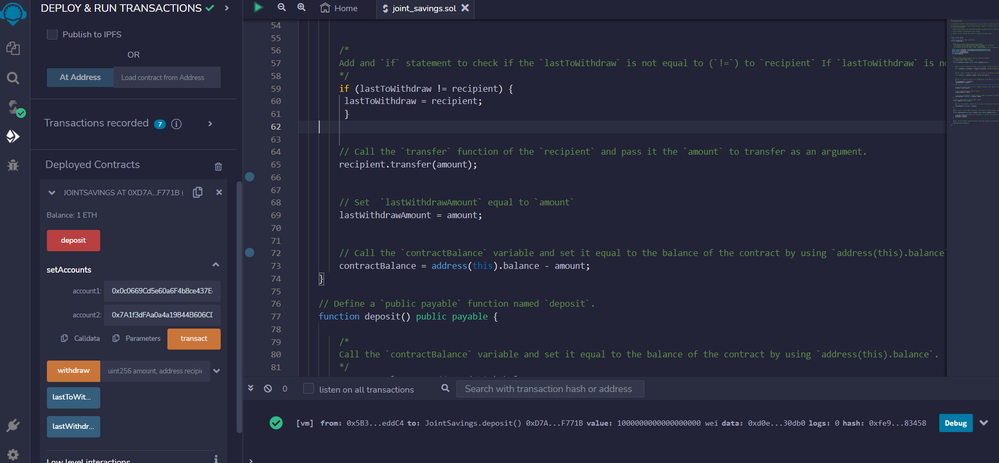 DEPLOY & RUN TRANSACTIONS
Publish to IPFS
OR
At Address
Load contract from Address
Transactions recorded 7
Deployed Contracts
JOINTSAVINGS AT 0XD7A...F771B (
Balance: 1 ETH
deposit
setAccounts
account1: 0x0c0669Cd5e60a6F4b8ce437E
account2: 0x7A1f3dFAa0a4a19844B606CD
Calldata Parameters transact
withdraw uint256 amount, address recipie
lastToWit...
lastWithdr...
Low level interactions
Home joint_savings.sol
54
55
56 /*
57 Add and `if` statement to check if the `lastToWithdraw` is not equal to (`!=`) to `recipient` If `lastToWithdraw` is no
58 */
59 if (lastToWithdraw != recipient) {
60 lastToWithdraw = recipient;
61 }
62
63
64 // Call the `transfer` function of the `recipient` and pass it the `amount` to transfer as an argument.
65 recipient.transfer(amount);
66
67
68 // Set  `lastWithdrawAmount` equal to `amount`
69 lastWithdrawAmount = amount;
70
71
72 // Call the `contractBalance` variable and set it equal to the balance of the contract by using `address(this).balance`
73 contractBalance = address(this).balance - amount;
74 }
75
76 // Define a `public payable` function named `deposit`.
77 function deposit() public payable {
78
79 /*
80 Call the `contractBalance` variable and set it equal to the balance of the contract by using `address(this).balance`.
81 */
0 listen on all transactions Search with transaction hash or address
[vm] from: 0x5B3...eddC4 to: JointSavings.deposit() 0xD7A...F771B value: 1000000000000000000 wei data: 0xd0e...30db0 logs: 0 hash: 0xfe9...83458 Debug
>